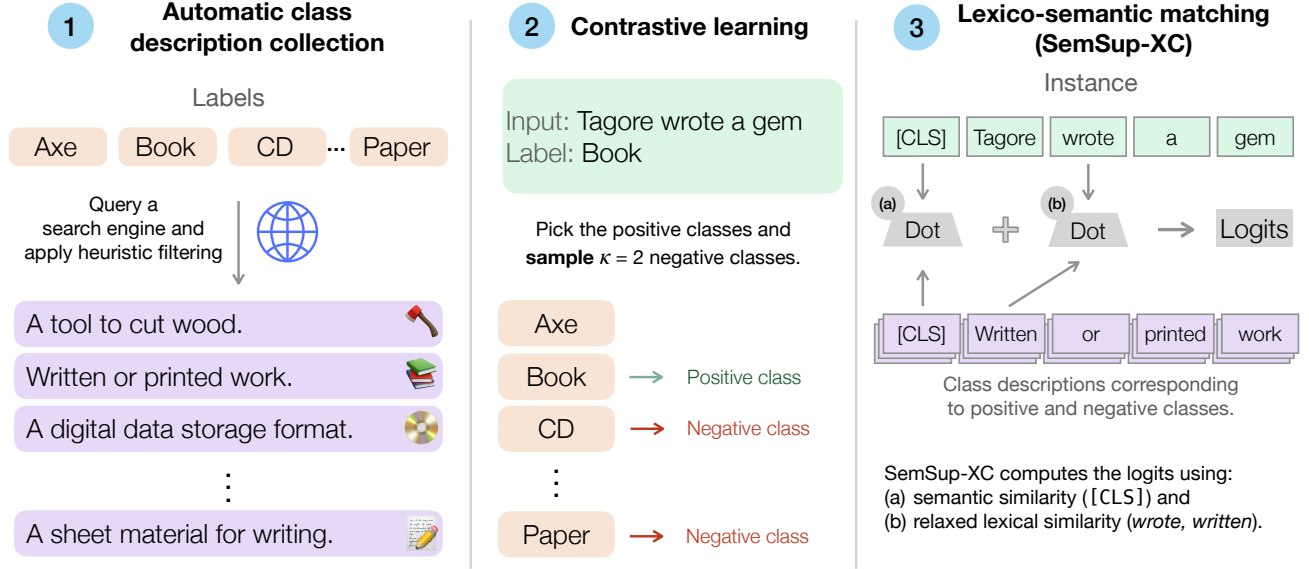 1
Automatic class
description collection
Labels
Axe
Book
CD
...
Paper
Query a
search engine and
apply heuristic filtering
A tool to cut wood.
Written or printed work.
A digital data storage format.
⋮
A sheet material for writing.
2
Contrastive learning
Input: Tagore wrote a gem
Label: Book
Pick the positive classes and
sample κ = 2 negative classes.
Axe
Book
Positive class
CD
Negative class
⋮
Paper
Negative class
3
Lexico-semantic matching
(SemSup-XC)
Instance
[CLS] Tagore wrote a gem
(a) Dot + (b) Dot Logits
[CLS] Written or printed work
Class descriptions corresponding
to positive and negative classes.
SemSup-XC computes the logits using:
(a) semantic similarity ([CLS]) and
(b) relaxed lexical similarity (wrote, written).